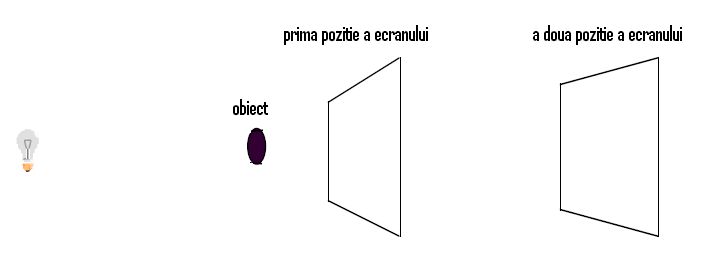 prima pozitie a ecranului
a doua pozitie a ecranului
obiect